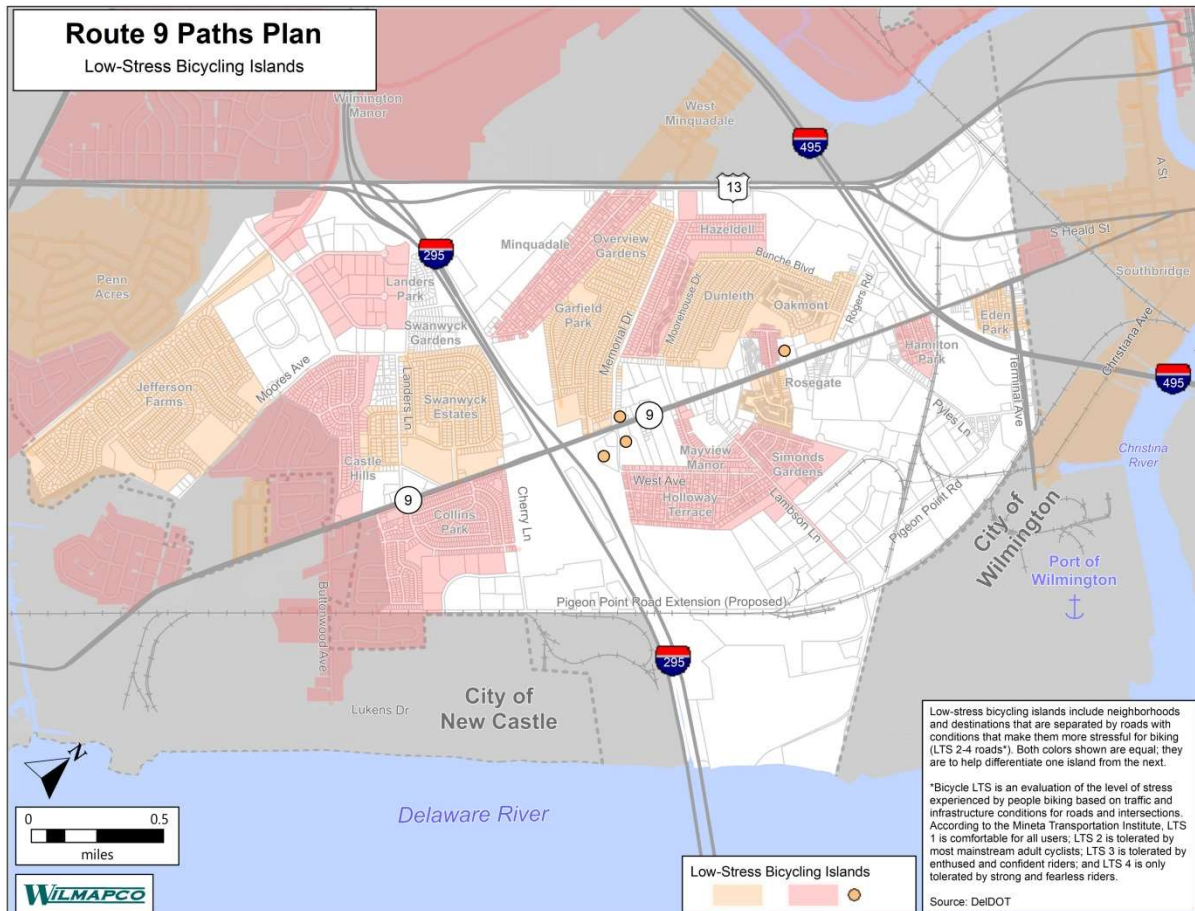 Route 9 Paths Plan
Low-Stress Bicycling Islands
Wilmington
Manor
West
Minquadale
495
13
A St
S Heald St
Minquadale
Overview
Gardens
Hazeldell
295
Southbridge
Penn
Acres
Landers
Park
Bunche Blvd
Moorehouse Dr
Dunleith
Oakmont
Rogers Rd
Garfield
Park
Eden
Park
Swanwyck
Gardens
Memorial Dr
Hamilton
Park
Christiana Ave
Terminal Ave
495
Moores Ave
Jefferson
Farms
Landers Ln
Swanwyck
Estates
Rosegate
Pyles Ln
9
Castle
Hills
Mayview
Manor
Simonds
Gardens
Christina
River
West Ave
Holloway
Terrace
9
Collins
Park
Cherry Ln
Lambson Ln
Pigeon Point Rd
City of
Wilmington
Port of
Wilmington
Buttonwood Ave
Pigeon Point Road Extension (Proposed)
295
City of
New Castle
Lukens Dr
N
Delaware River
0 0.5
miles
WILMAPCO
Low-Stress Bicycling Islands
Low-stress bicycling islands include neighborhoods
and destinations that are separated by roads with
conditions that make them more stressful for biking
(LTS 2-4 roads*). Both colors shown are equal; they
are to help differentiate one island from the next.
*Bicycle LTS is an evaluation of the level of stress
experienced by people biking based on traffic and
infrastructure conditions for roads and intersections.
According to the Mineta Transportation Institute, LTS
1 is comfortable for all users; LTS 2 is tolerated by
most mainstream adult cyclists; LTS 3 is tolerated by
enthused and confident riders; and LTS 4 is only
tolerated by strong and fearless riders.
Source: DelDOT